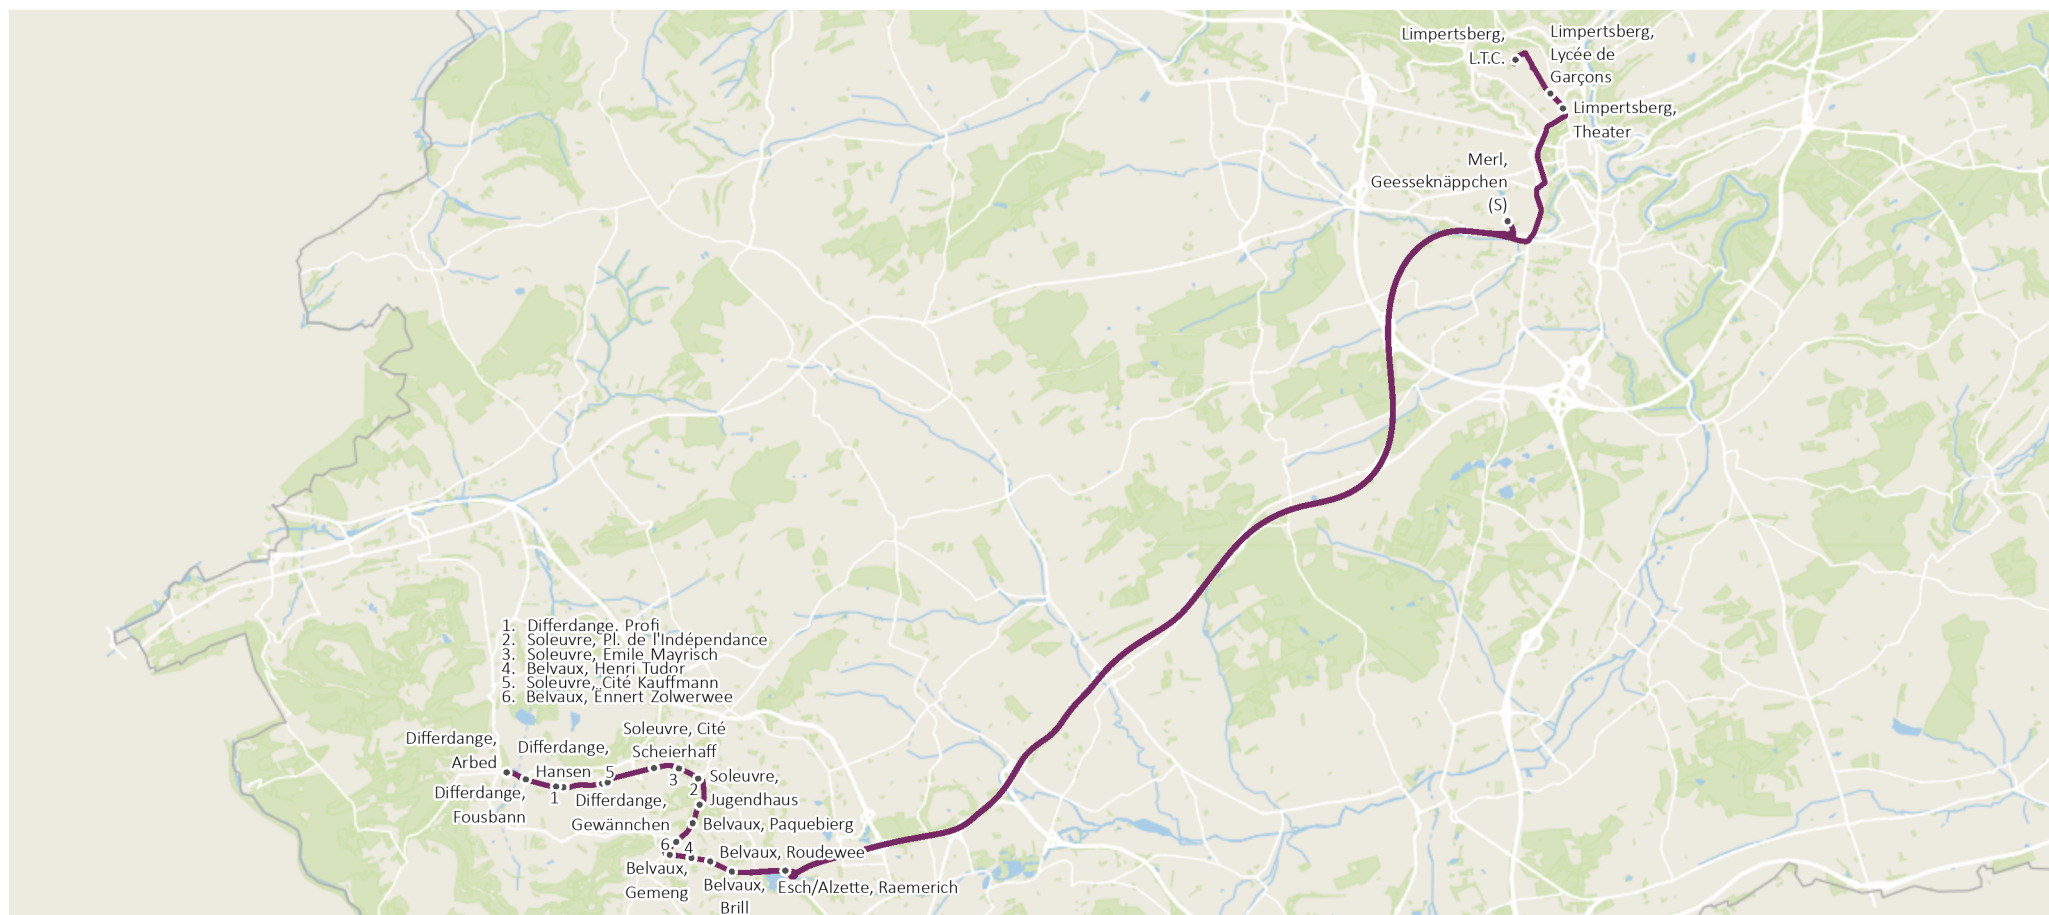 Limpertsberg,
L.T.C.
Limpertsberg,
Lycée de
Garçons
Limpertsberg,
Theater
Merl,
Geesseknäppchen
(S)
1. Differdange. Profi
2. Soleuvre, Pl. de l'Indépendance
3. Soleuvre, Emile Mayrisch
4. Belvaux, Henri Tudor
5. Soleuvre, Cité Kauffmann
6. Belvaux, Ennert Zolwerwee
Differdange,
Arbed
Differdange,
Hansen
Soleuvre, Cité
Scheierhaff
5
3
2
1
Soleuvre,
Jugendhaus
Differdange,
Fousbann
Differdange,
Gewännchen
Belvaux, Paquebierg
6
4
Belvaux, Roudewee
Belvaux,
Gemeng
Belvaux,
Brill
Esch/Alzette, Raemerich